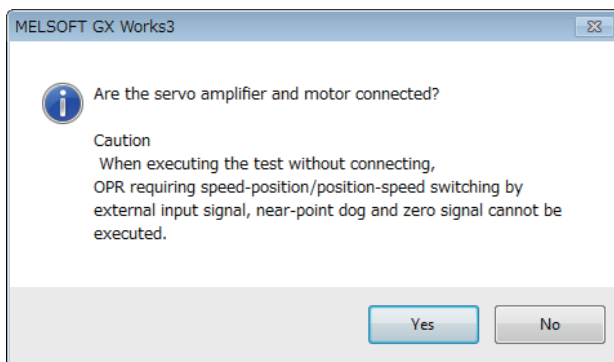 MELSOFT GX Works3
Are the servo amplifier and motor connected?
Caution
When executing the test without connecting,
OPR requiring speed-position/position-speed switching by
external input signal, near-point dog and zero signal cannot be
executed.
Yes
No